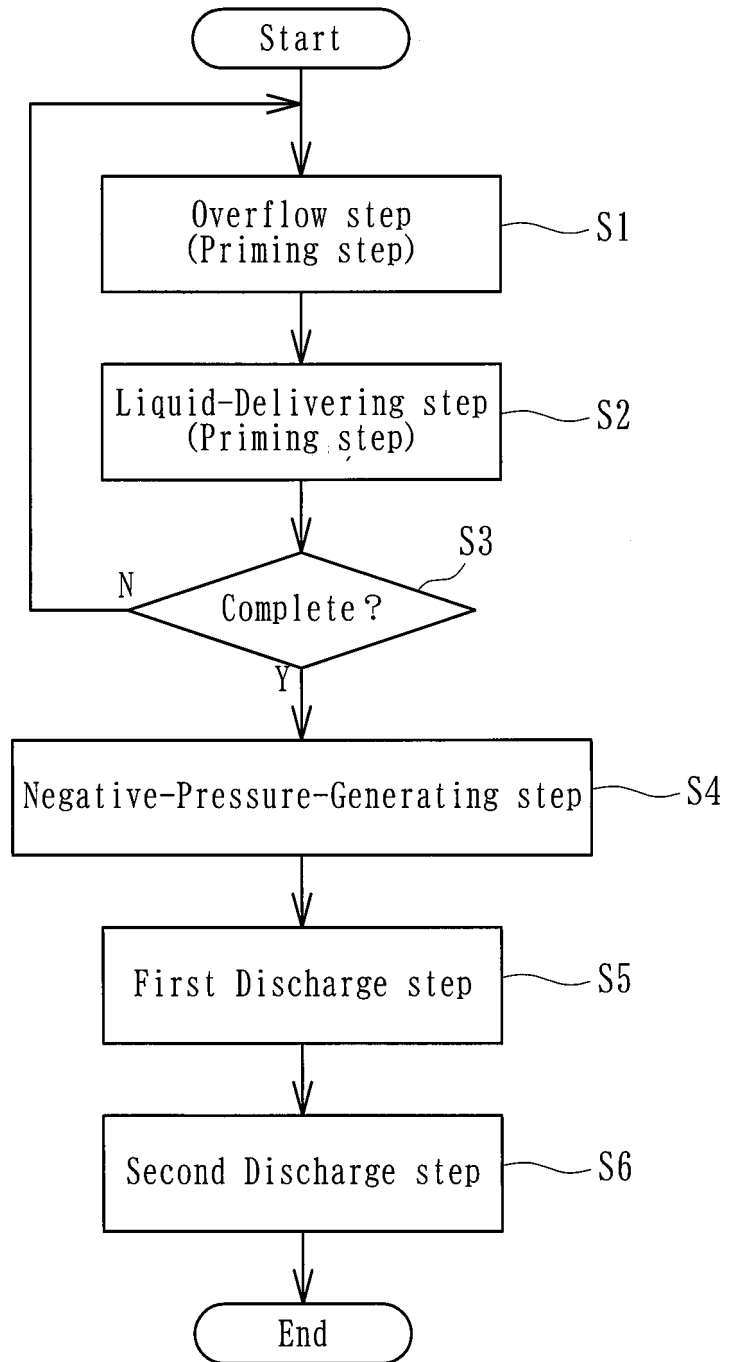 Start
Overflow step
(Priming step)
S1
Liquid-Delivering step
(Priming step)
S2
S3
N
Complete?
Y
Negative-Pressure-Generating step
S4
First Discharge step
S5
Second Discharge step
S6
End